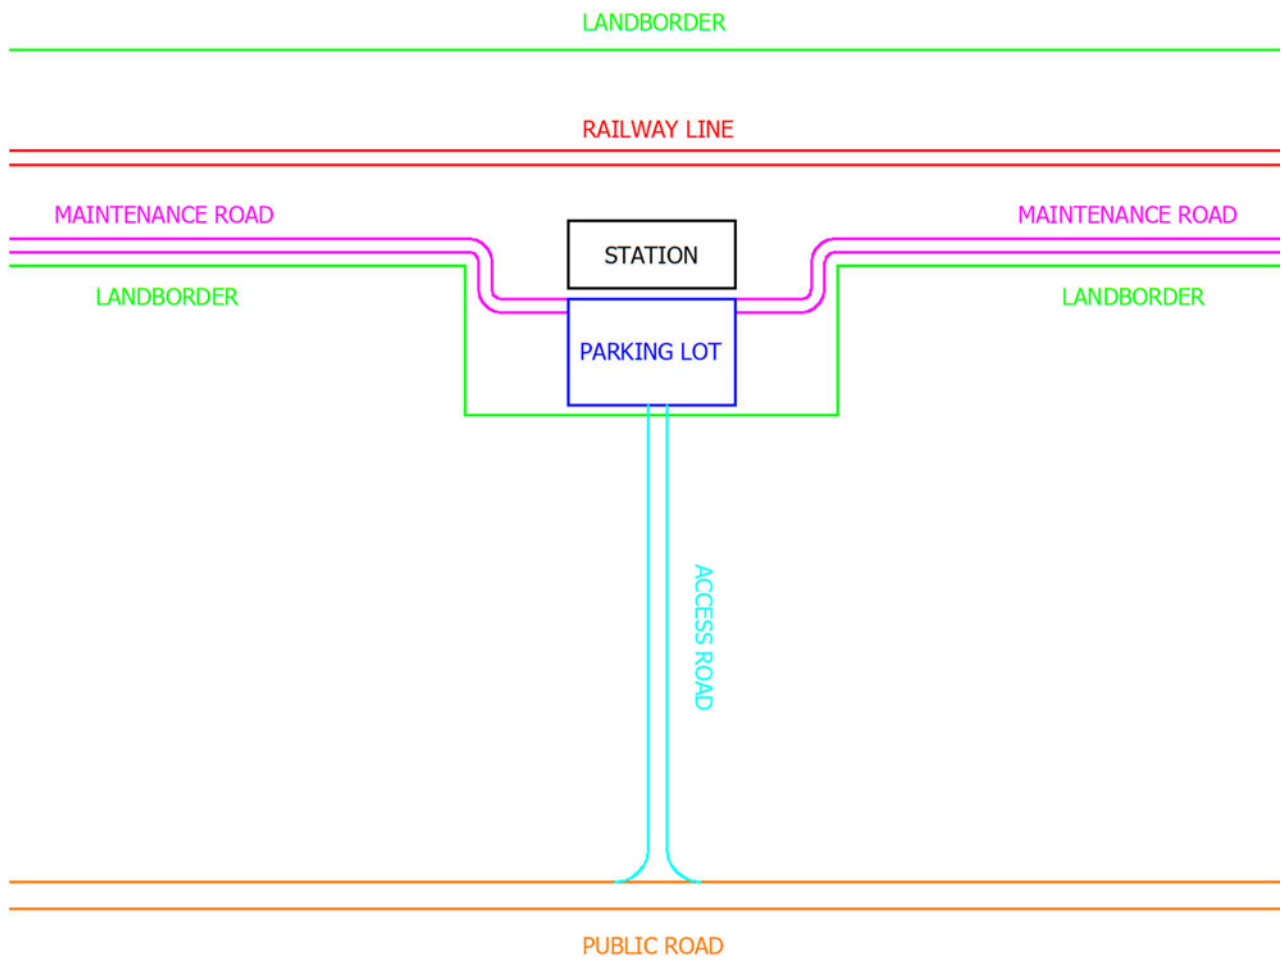 LANDBORDER
RAILWAY LINE
MAINTENANCE ROAD
MAINTENANCE ROAD
STATION
LANDBORDER
LANDBORDER
PARKING LOT
ACCESS ROAD
PUBLIC ROAD